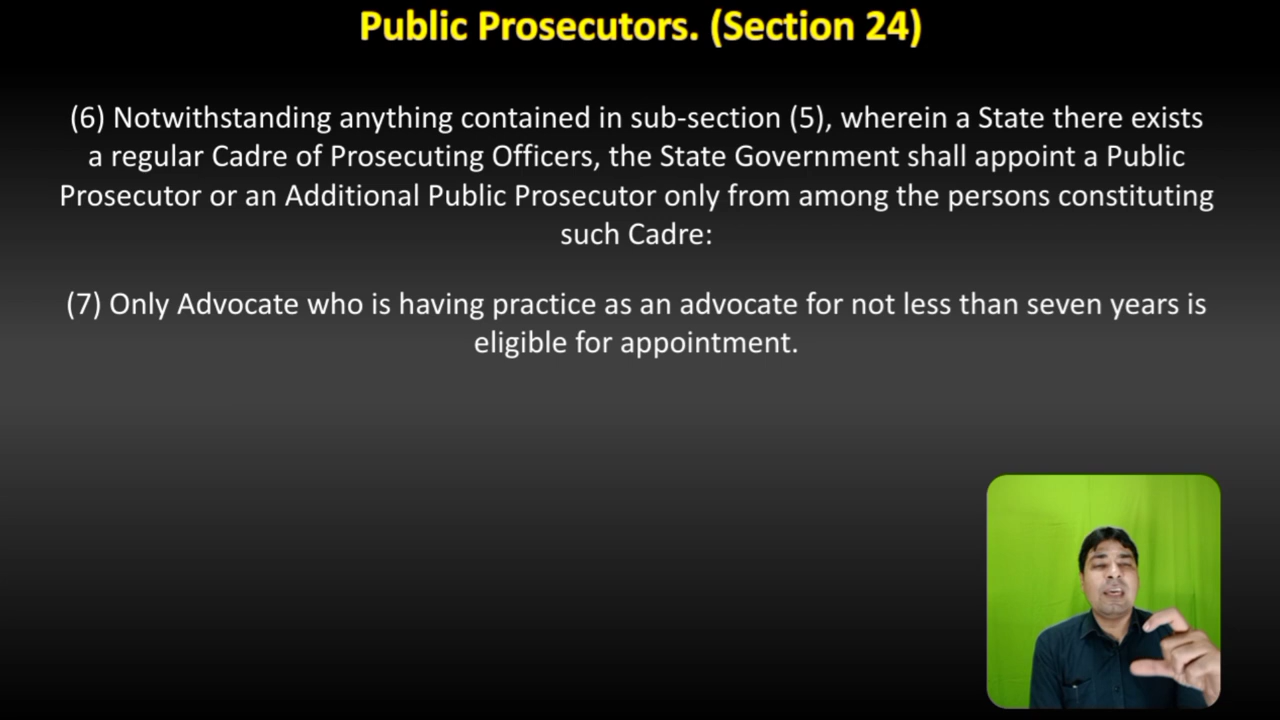 Public Prosecutors. (Section 24)
(6) Notwithstanding anything contained in sub-section (5), wherein a State there exists
a regular Cadre of Prosecuting Officers, the State Government shall appoint a Public
Prosecutor or an Additional Public Prosecutor only from among the persons constituting
such Cadre:
(7) Only Advocate who is having practice as an advocate for not less than seven years is
eligible for appointment.